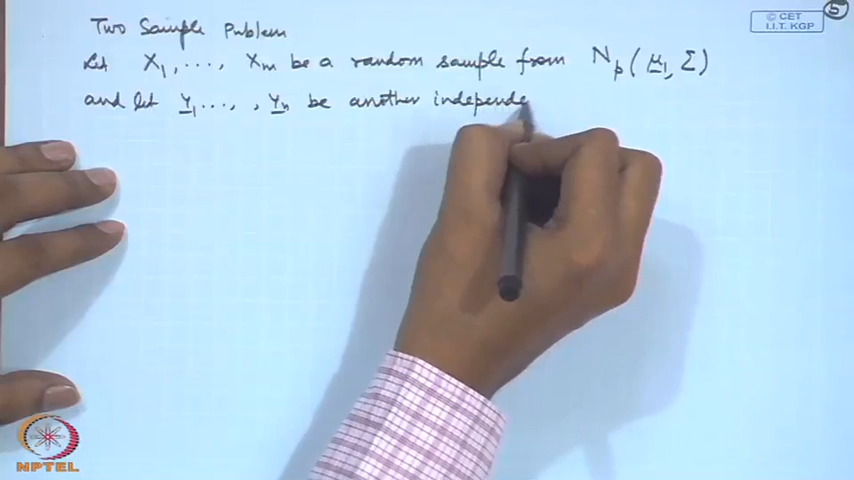 Two Sample Problem
Let X₁, ..., Xₘ be a random sample from Nₚ(μ₁, Σ)
and let Y₁..., Yₙ be another independe
© CET
I.I.T. KGP
5
NPTEL